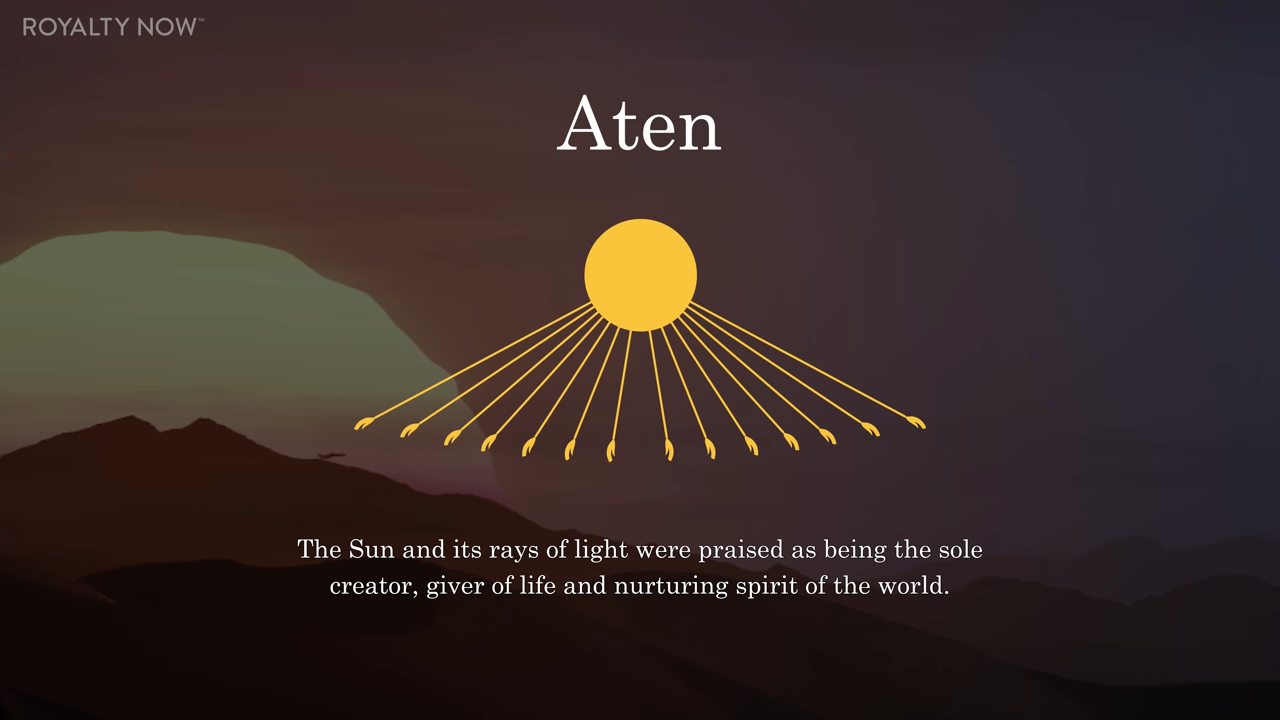 ROYALTY NOW™
Aten
The Sun and its rays of light were praised as being the sole
creator, giver of life and nurturing spirit of the world.